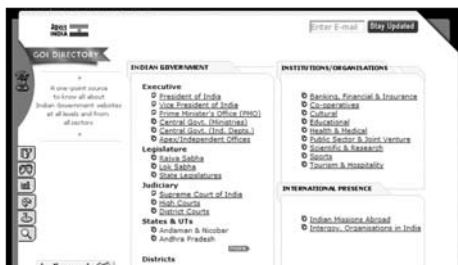 INDIA
Enter E-mail
Stay Updated
GOI DIRECTORY
A one-point source
to know all about
Indian Government websites
at all levels and from
all sectors
INDIAN GOVERNMENT
Executive
President of India
Vice President of India
Prime Minister's Office (PMO)
Central Govt. (Ministries)
Central Govt. (Ind. Depts.)
Apex/Independent Offices
Legislature
Rajya Sabha
Lok Sabha
State Legislatures
Judiciary
Supreme Court of India
High Courts
District Courts
States & UTs
Andaman & Nicobar
Andhra Pradesh
more
Districts
INSTITUTIONS/ORGANISATIONS
Banking, Financial & Insurance
Co-operatives
Cultural
Educational
Health & Medical
Public Sector & Joint Venture
Scientific & Research
Sports
Tourism & Hospitality
INTERNATIONAL PRESENCE
Indian Missions Abroad
Intergov. Organisations in India